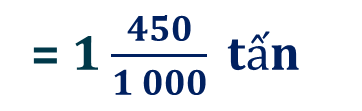 = 1 450/1 000 tấn